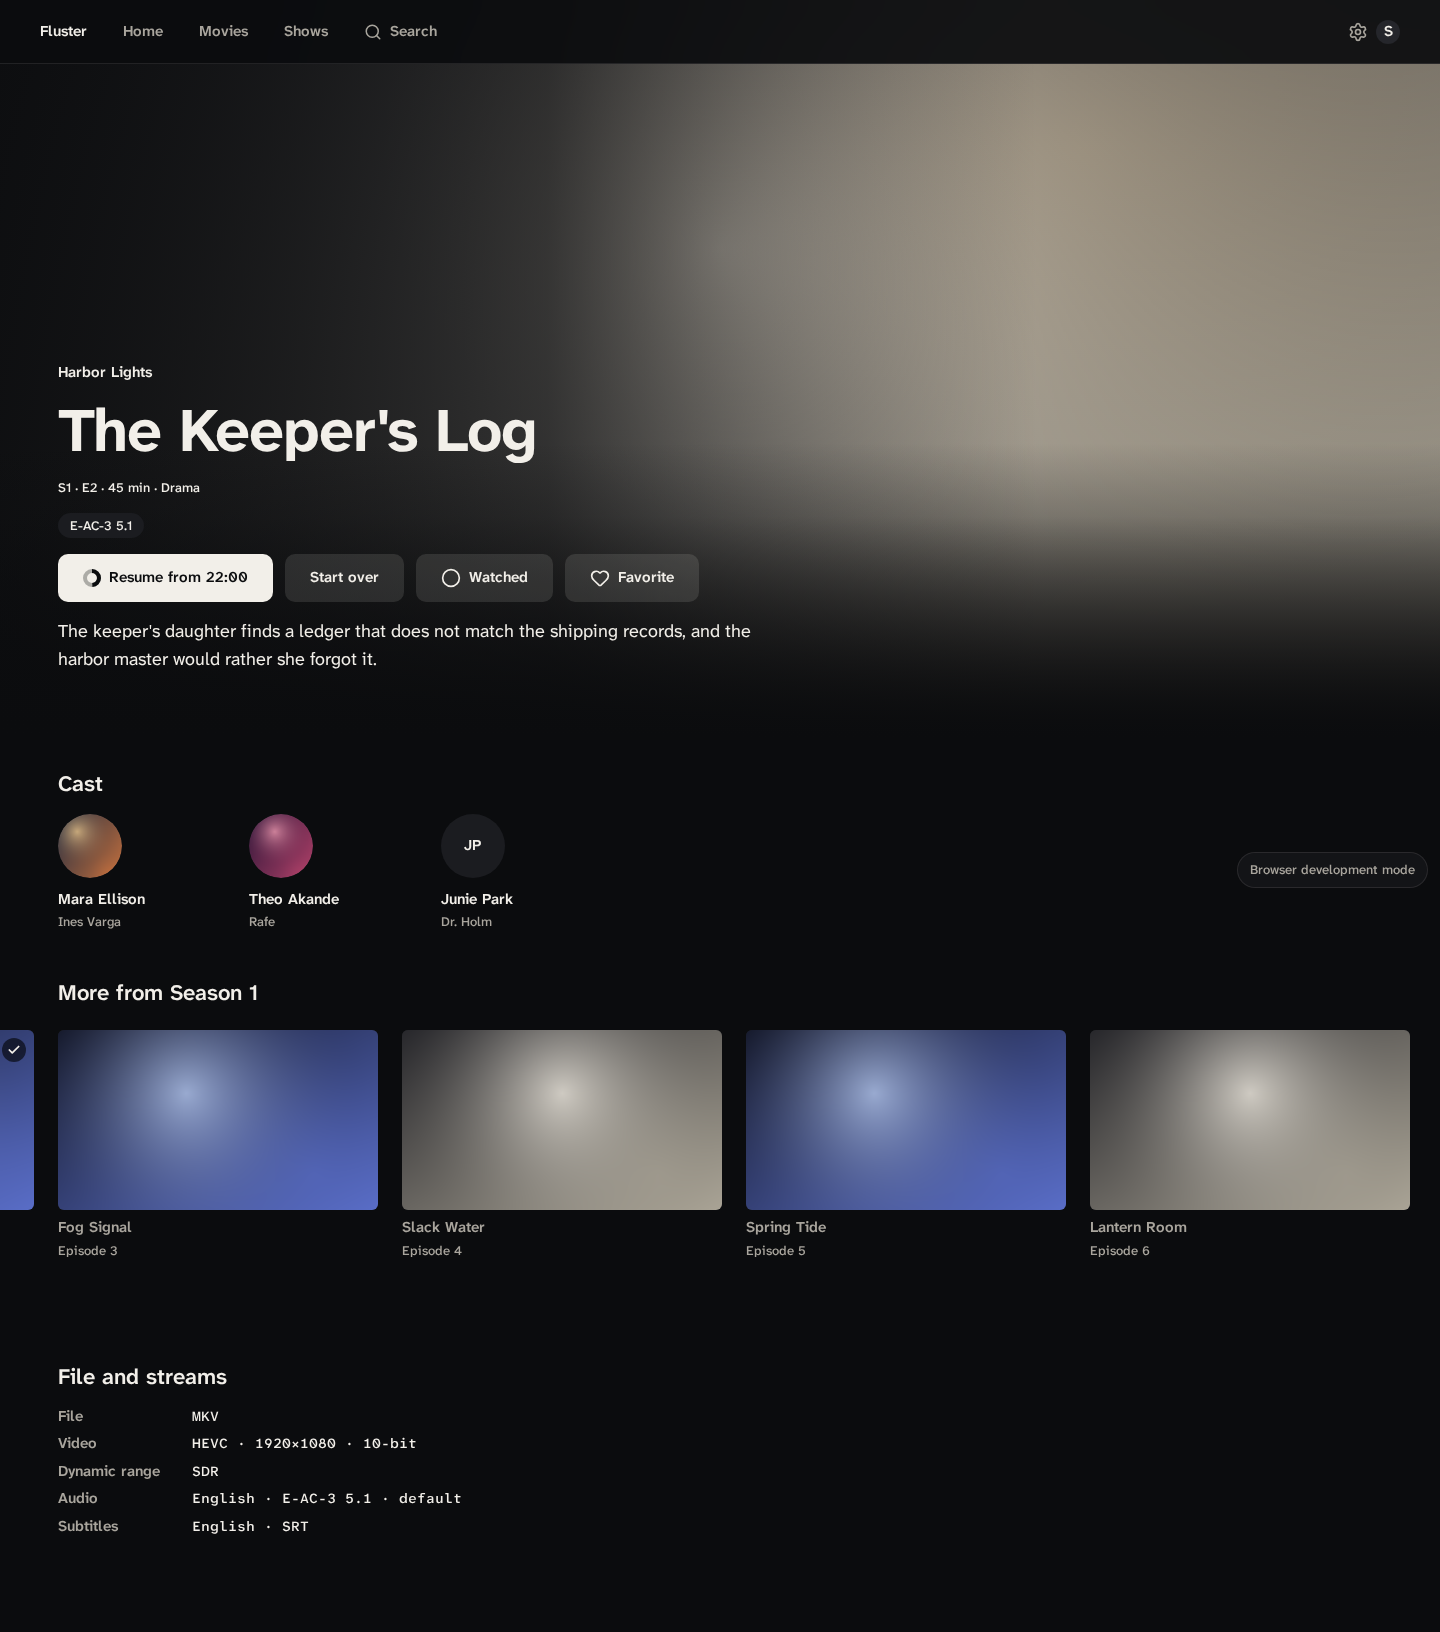 Fluster Home Movies Shows Search S
Harbor Lights
The Keeper's Log
S1 · E2 · 45 min · Drama
E-AC-3 5.1
Resume from 22:00 Start over Watched Favorite
The keeper's daughter finds a ledger that does not match the shipping records, and the
harbor master would rather she forgot it.
Cast
JP
Mara Ellison Theo Akande Junie Park
Ines Varga Rafe Dr. Holm
Browser development mode
More from Season 1
Fog Signal Slack Water Spring Tide Lantern Room
Episode 3 Episode 4 Episode 5 Episode 6
File and streams
File MKV
Video HEVC · 1920×1080 · 10-bit
Dynamic range SDR
Audio English · E-AC-3 5.1 · default
Subtitles English · SRT